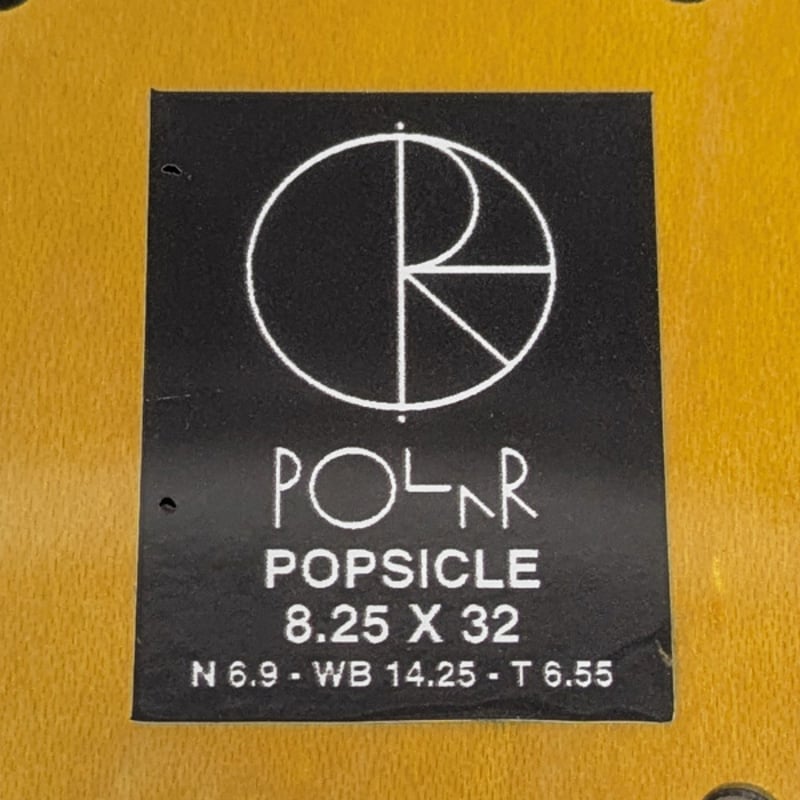 POLAR
POPSICLE
8.25 X 32
N 6.9 - WB 14.25 - T 6.55